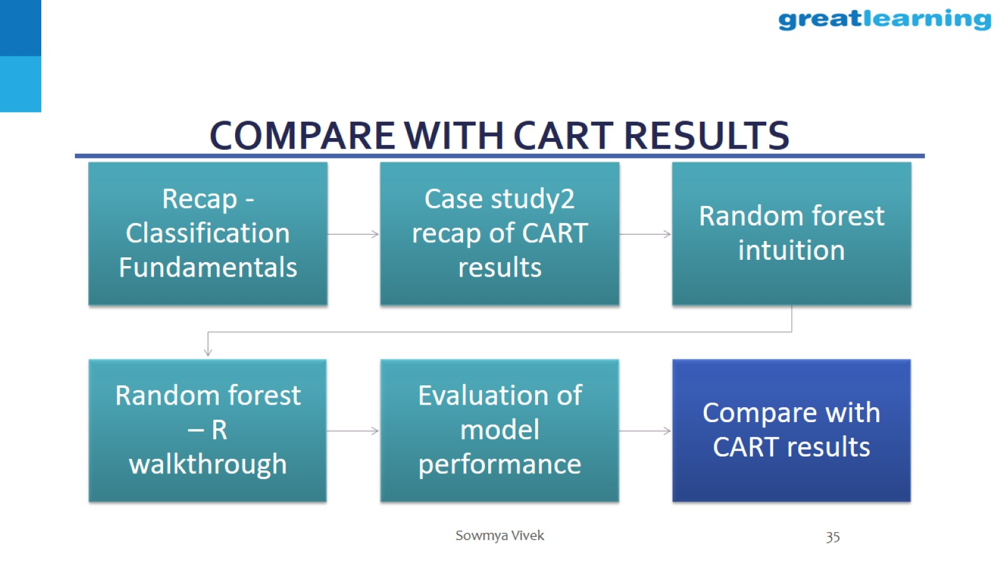 greatlearning
COMPARE WITH CART RESULTS
Recap -
Classification
Fundamentals
Case study2
recap of CART
results
Random forest
intuition
Random forest
– R
walkthrough
Evaluation of
model
performance
Compare with
CART results
Sowmya Vivek
35